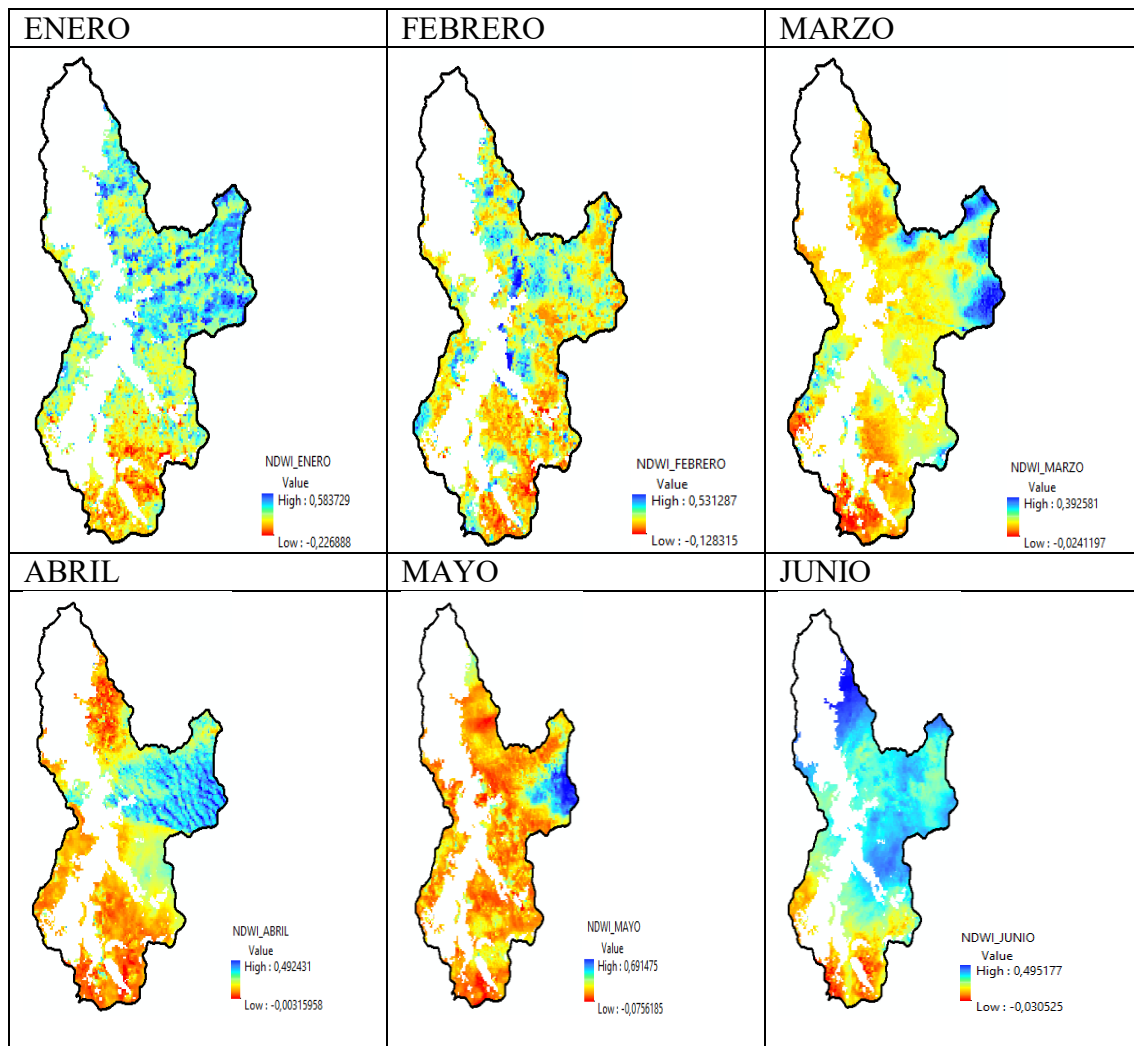 ENERO
FEBRERO
MARZO
NDWI_ENERO
Value
High : 0,583729
Low : -0,226888
NDWI_FEBRERO
Value
High : 0,531287
Low : -0,128315
NDWI_MARZO
Value
High : 0,392581
Low : -0,0241197
ABRIL
MAYO
JUNIO
NDWI_ABRIL
Value
High : 0,492431
Low : -0,00315958
NDWI_MAYO
Value
High : 0,691475
Low : -0,0756185
NDWI_JUNIO
Value
High : 0,495177
Low : -0,030525